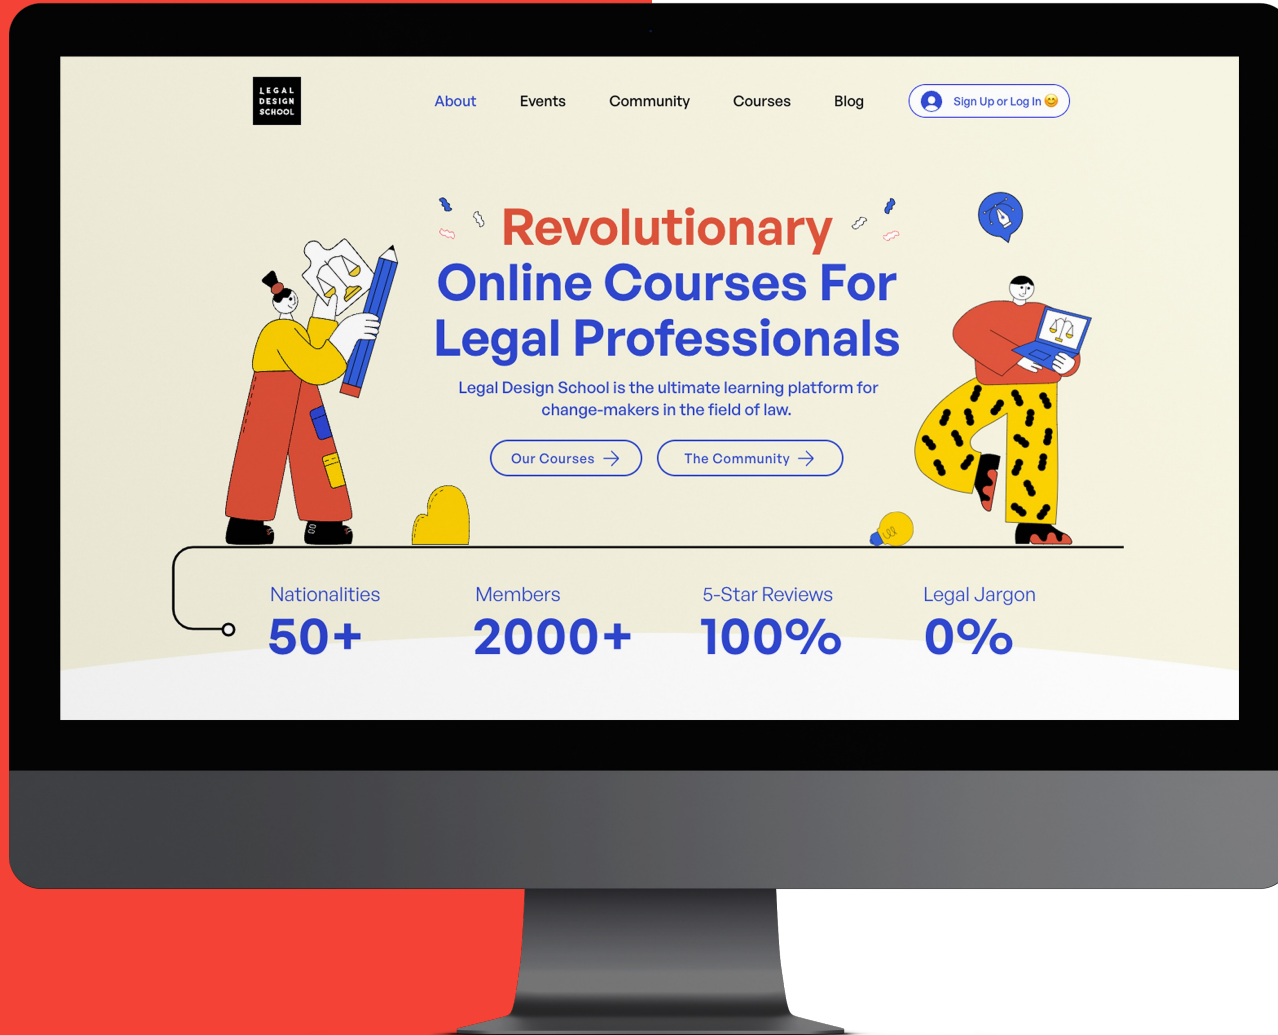 LEGAL
DESIGN
SCHOOL
About
Events
Community
Courses
Blog
Sign Up or Log In 😊
Revolutionary
Online Courses For
Legal Professionals
Legal Design School is the ultimate learning platform for
change-makers in the field of law.
Our Courses →
The Community →
Nationalities
50+
Members
2000+
5-Star Reviews
100%
Legal Jargon
0%